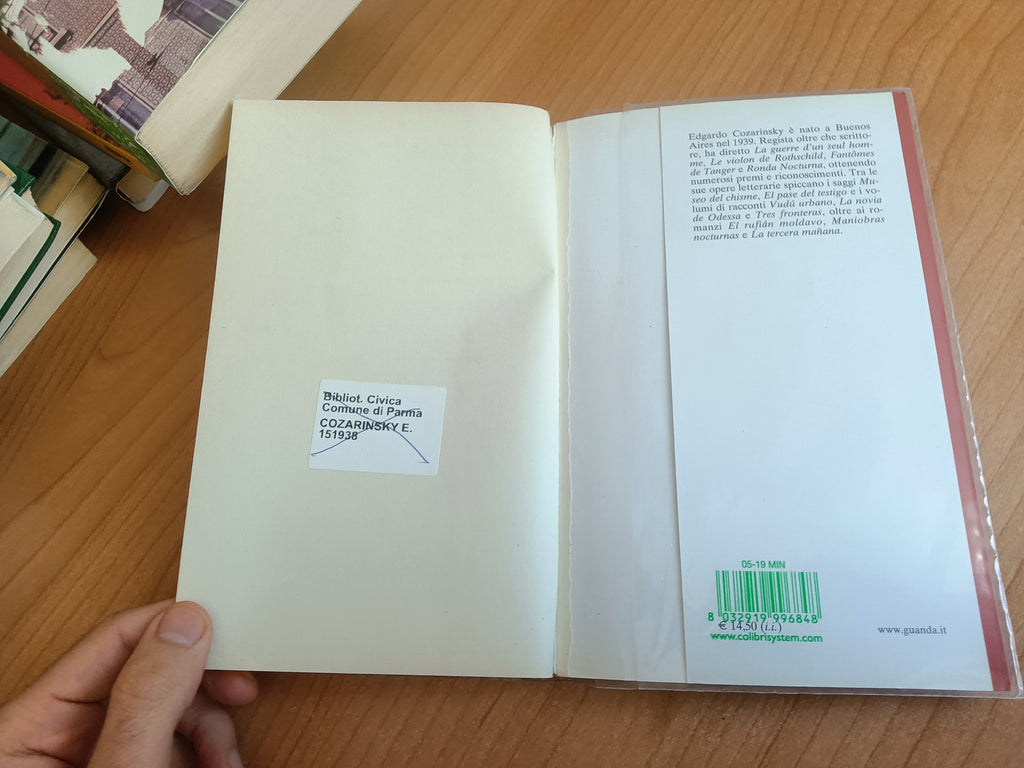 Bibliot. Civica
Comune di Parma
COZARINSKY E.
151938
Edgardo Cozarinsky è nato a Buenos
Aires nel 1939. Regista oltre che scritto-
re, ha diretto La guerre d'un seul hom-
me, Le violon de Rothschild, Fantômes
de Tanger e Ronda Nocturna, ottenendo
numerosi premi e riconoscimenti. Tra le
sue opere letterarie spiccano i saggi Mu-
seo del chisme, El pase del testigo e i vo-
lumi di racconti Vudú urbano, La novia
de Odessa e Tres fronteras, oltre ai ro-
manzi El rufián moldavo, Maniobras
nocturnas e La tercera mañana.
05-19 MIN
8 032919 996848
€ 14,50 (i.i.)
www.colibrisystem.com
www.guanda.it